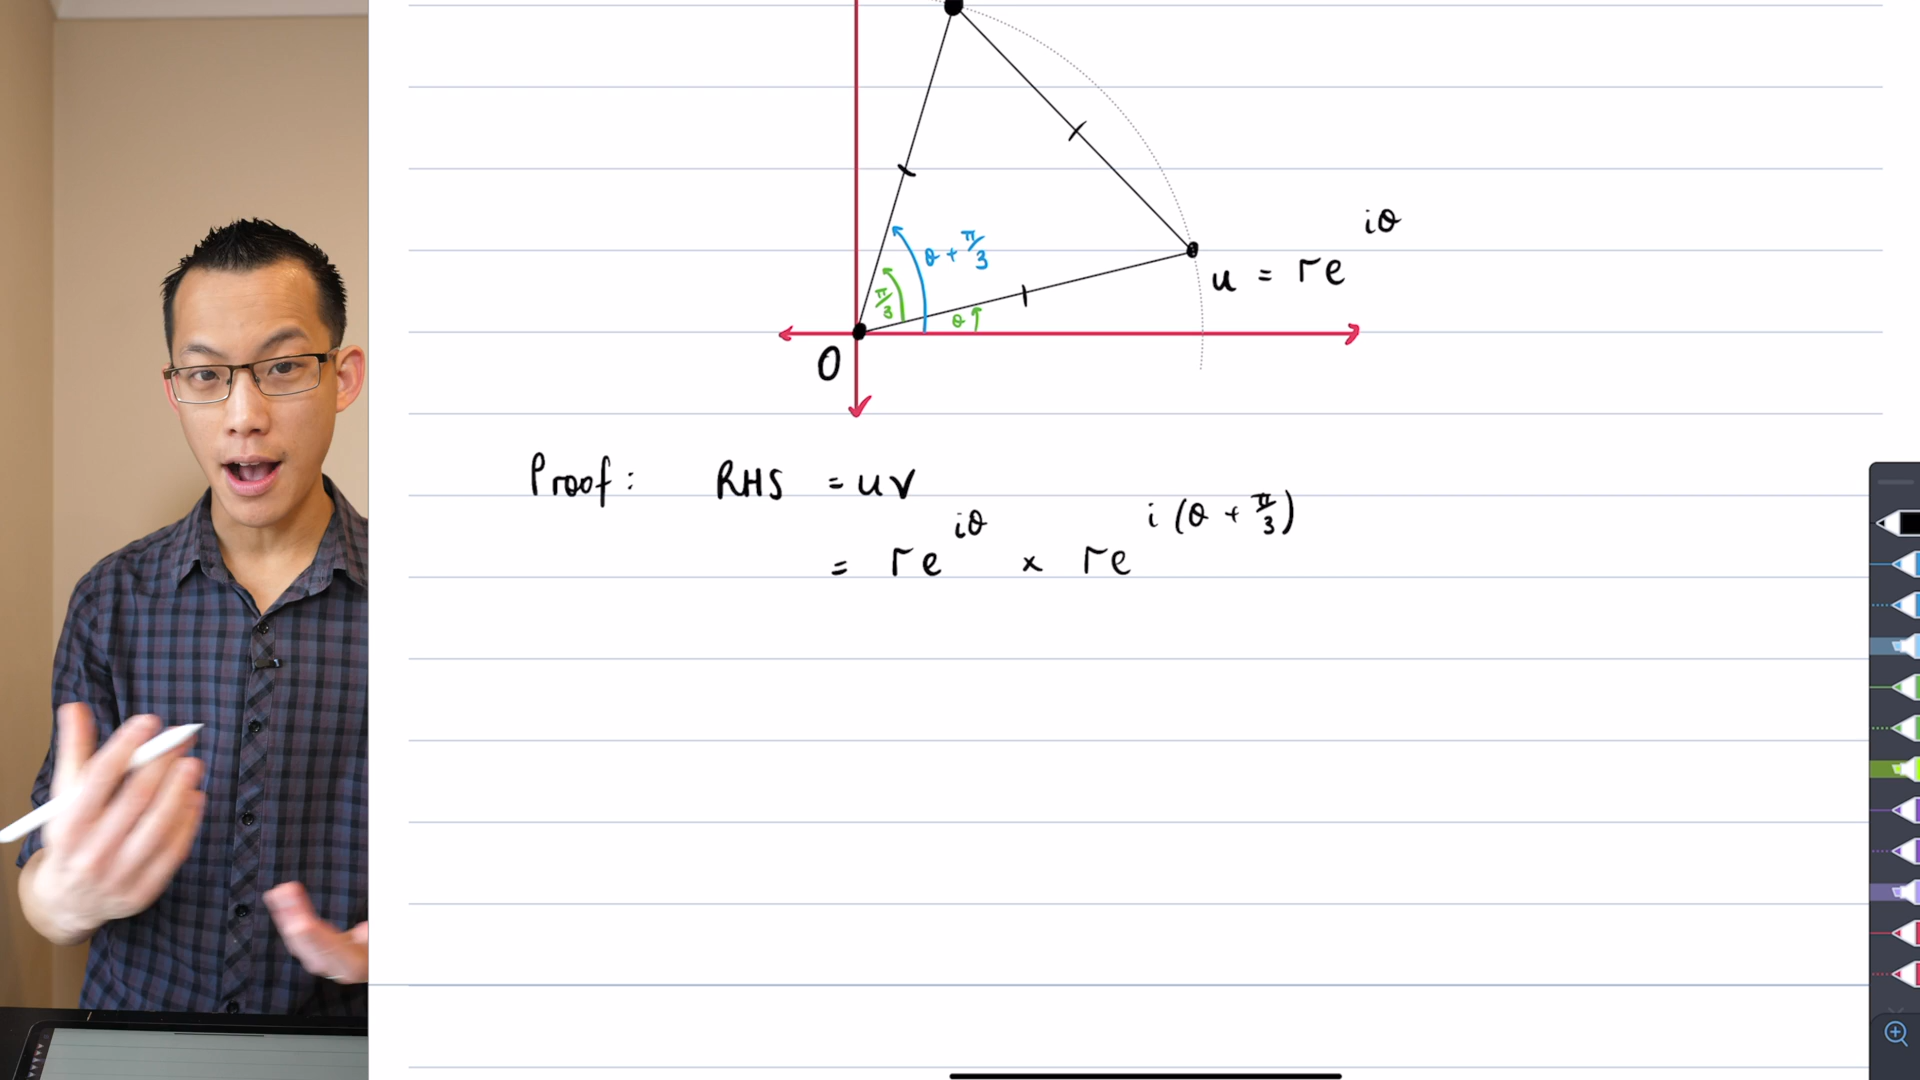 θ + π/3
π/3
θ
u = re^{iθ}
O
Proof: RHS = uv
= re^{iθ} × re^{i(θ + π/3)}